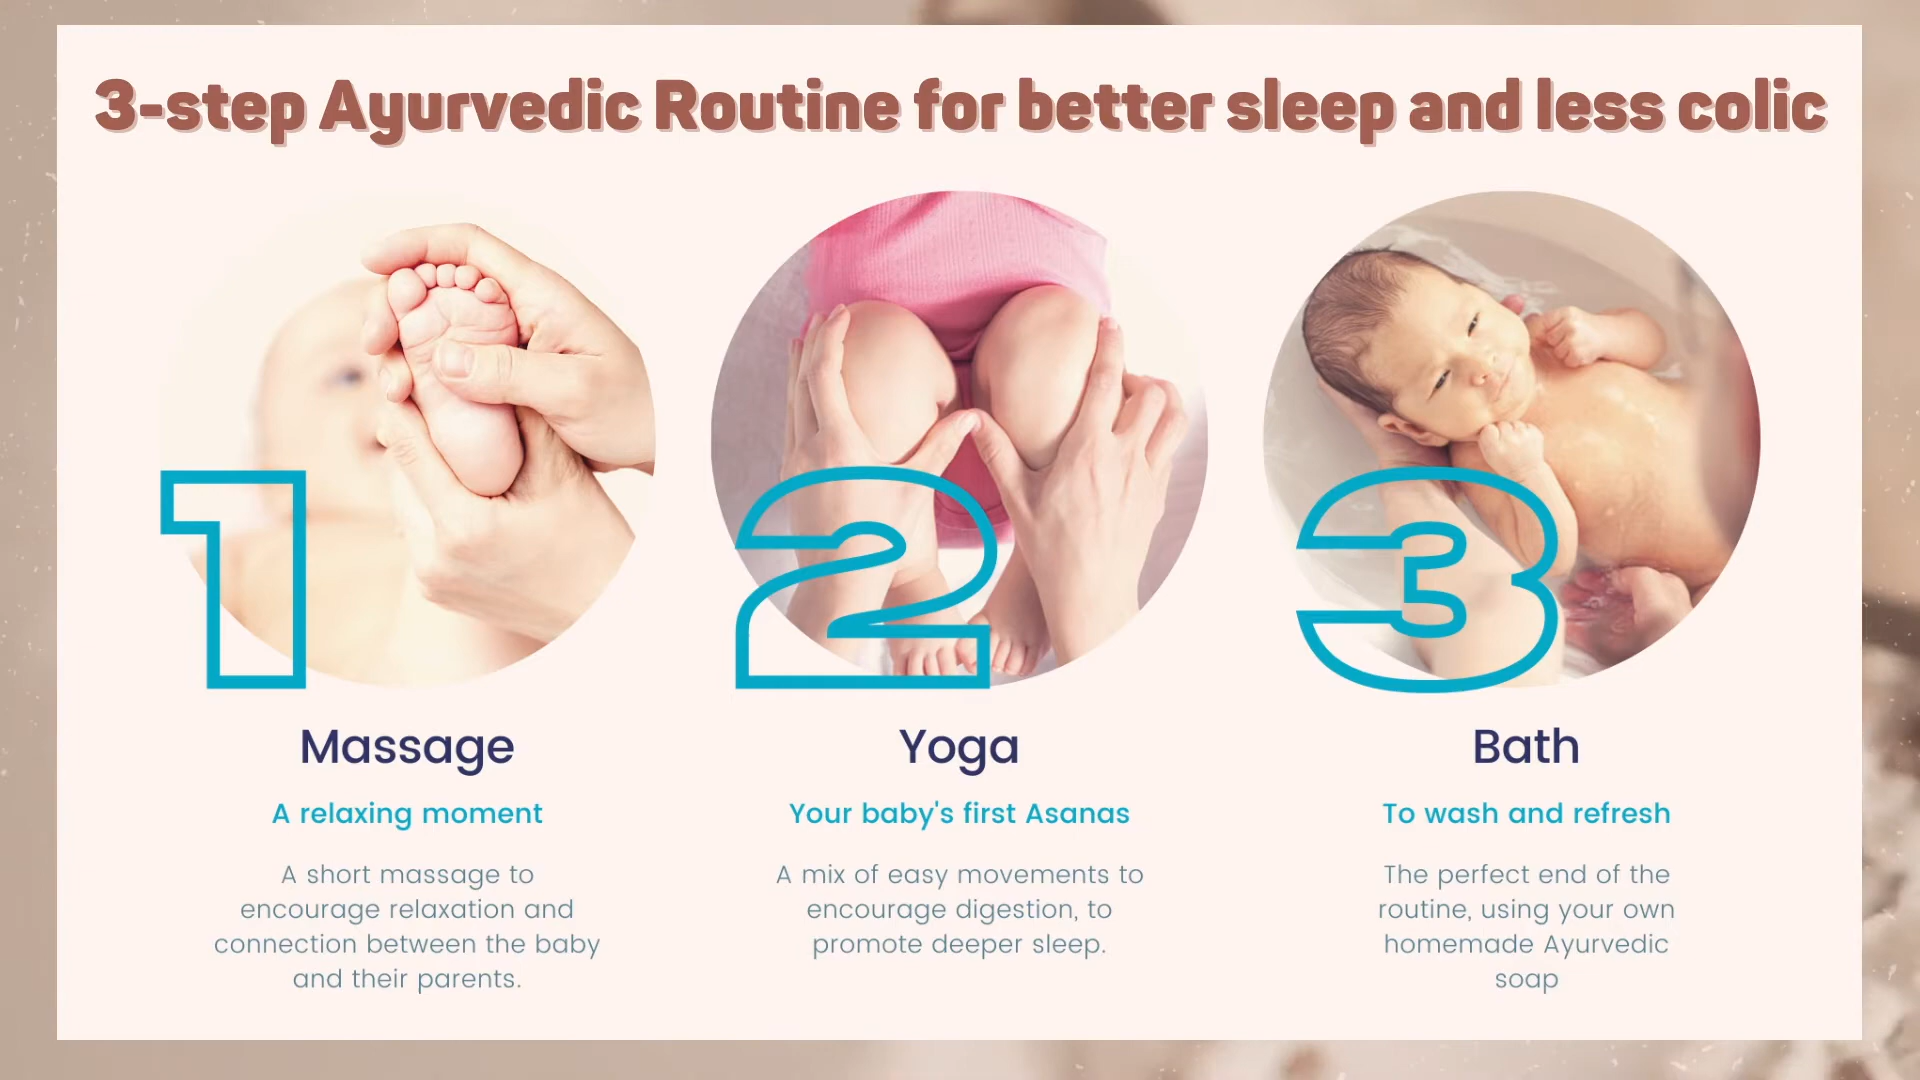 3-step Ayurvedic Routine for better sleep and less colic
1
Massage
A relaxing moment
A short massage to
encourage relaxation and
connection between the baby
and their parents.
2
Yoga
Your baby's first Asanas
A mix of easy movements to
encourage digestion, to
promote deeper sleep.
3
Bath
To wash and refresh
The perfect end of the
routine, using your own
homemade Ayurvedic
soap